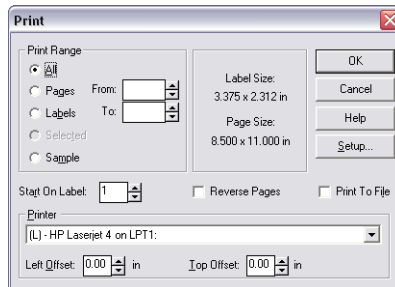 Print
Print Range
All
Pages From:
Labels To:
Selected
Sample
Label Size:
3.375 x 2.312 in
Page Size:
8.500 x 11.000 in
OK
Cancel
Help
Setup...
Start On Label: 1
Reverse Pages
Print To File
Printer
(L) - HP Laserjet 4 on LPT1:
Left Offset: 0.00 in Top Offset: 0.00 in